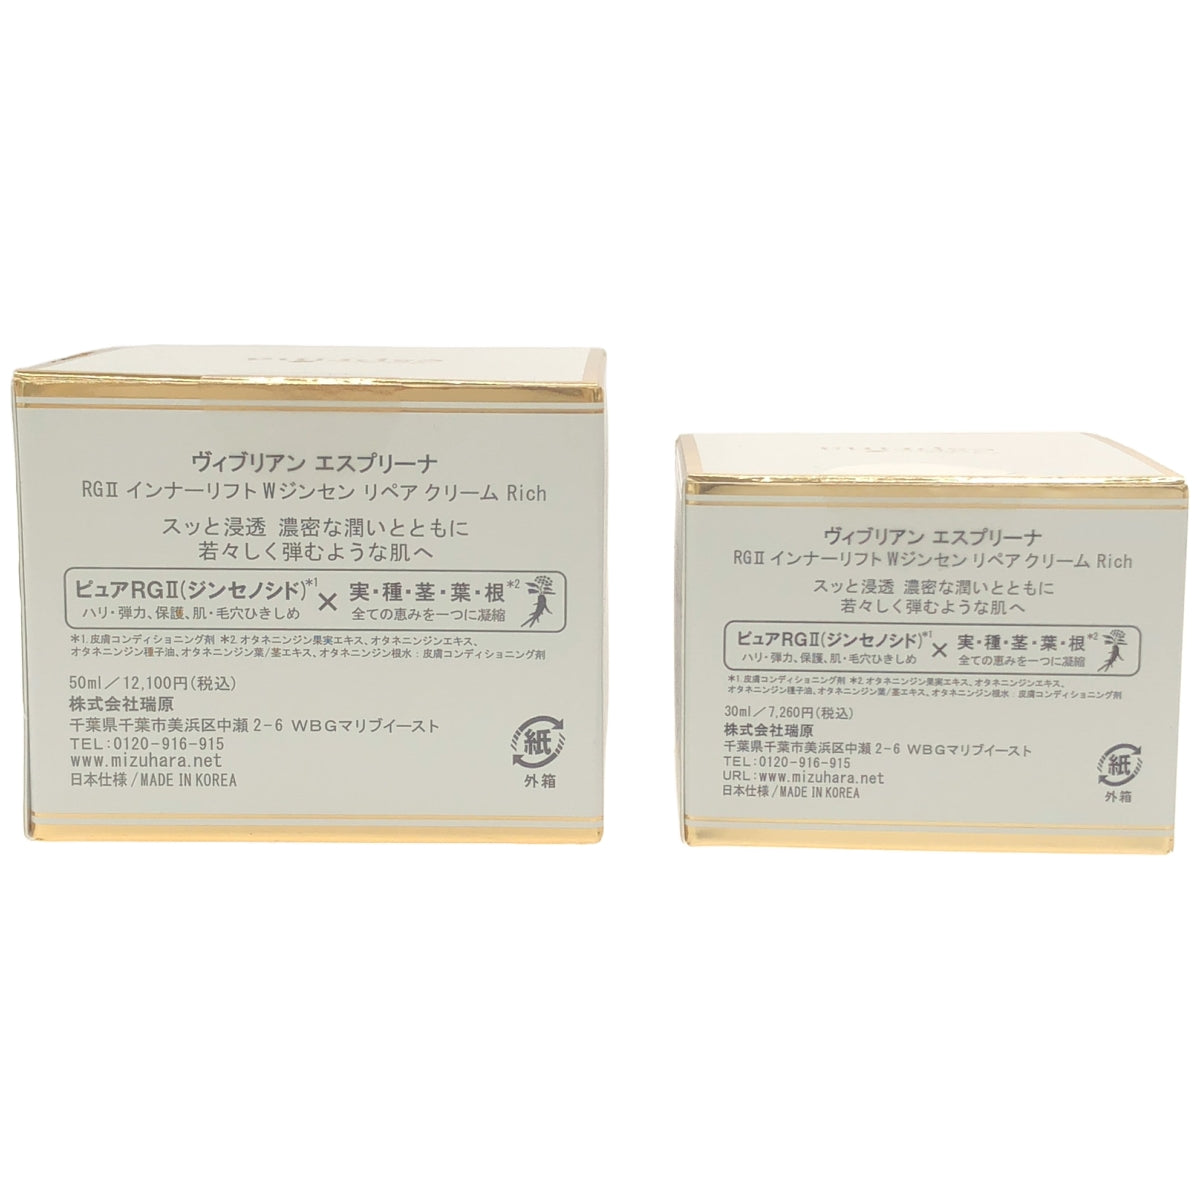 ヴィブリアン エスプリーナ
RGⅡ インナーリフト Wジンセン リペア クリーム Rich
スッと浸透 濃密な潤いとともに
若々しく弾むような肌へ
ピュアRGⅡ(ジンセノシド)*1 × 実・種・茎・葉・根*2
ハリ・弾力、保護、肌・毛穴ひきしめ 全ての恵みを一つに凝縮
*1.皮膚コンディショニング剤 *2.オタネニンジン果実エキス、オタネニンジンエキス、
オタネニンジン種子油、オタネニンジン葉/茎エキス、オタネニンジン根水:皮膚コンディショニング剤
50ml／12,100円(税込)
株式会社瑞原
千葉県千葉市美浜区中瀬2-6 WBGマリブイースト
TEL:0120-916-915
www.mizuhara.net
日本仕様/MADE IN KOREA
紙
外箱
ヴィブリアン エスプリーナ
RGⅡ インナーリフト Wジンセン リペア クリーム Rich
スッと浸透 濃密な潤いとともに
若々しく弾むような肌へ
ピュアRGⅡ(ジンセノシド)*1 × 実・種・茎・葉・根*2
ハリ・弾力、保護、肌・毛穴ひきしめ 全ての恵みを一つに凝縮
*1.皮膚コンディショニング剤 *2.オタネニンジン果実エキス、オタネニンジンエキス、
オタネニンジン種子油、オタネニンジン葉/茎エキス、オタネニンジン根水:皮膚コンディショニング剤
30ml／7,260円(税込)
株式会社瑞原
千葉県千葉市美浜区中瀬2-6 WBGマリブイースト
TEL:0120-916-915
URL:www.mizuhara.net
日本仕様/MADE IN KOREA
紙
外箱